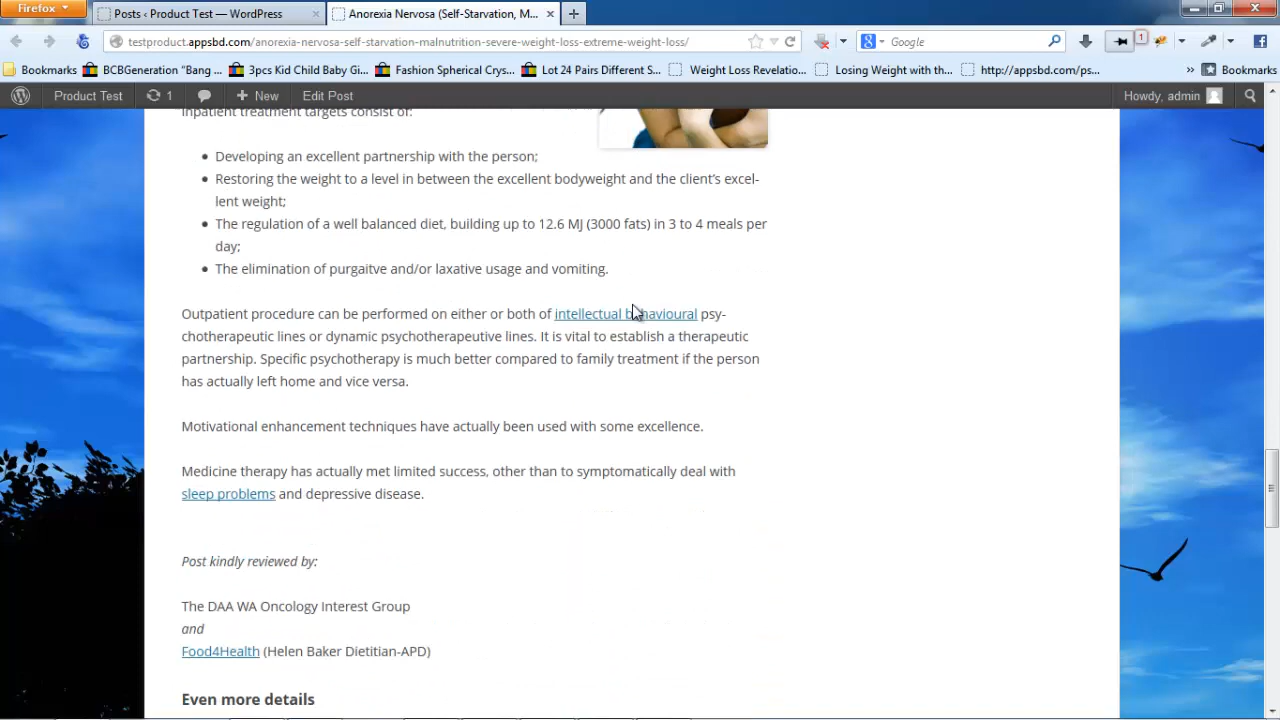 Firefox
Posts ‹ Product Test — WordPress
Anorexia Nervosa (Self-Starvation, M...
testproduct.appsbd.com/anorexia-nervosa-self-starvation-malnutrition-severe-weight-loss-extreme-weight-loss/
Google
1
Bookmarks
BCBGeneration "Bang ...
3pcs Kid Child Baby Gi...
Fashion Spherical Crys...
Lot 24 Pairs Different S...
Weight Loss Revelatio...
Losing Weight with th...
http://appsbd.com/ps...
Bookmarks
Product Test
1
New
Edit Post
Howdy, admin
Inpatient treatment targets consist of:
Developing an excellent partnership with the person;
Restoring the weight to a level in between the excellent bodyweight and the client's excel-
lent weight;
The regulation of a well balanced diet, building up to 12.6 MJ (3000 fats) in 3 to 4 meals per
day;
The elimination of purgaitve and/or laxative usage and vomiting.
Outpatient procedure can be performed on either or both of intellectual behavioural psy-
chotherapeutic lines or dynamic psychotherapeutive lines. It is vital to establish a therapeutic
partnership. Specific psychotherapy is much better compared to family treatment if the person
has actually left home and vice versa.
Motivational enhancement techniques have actually been used with some excellence.
Medicine therapy has actually met limited success, other than to symptomatically deal with
sleep problems and depressive disease.
Post kindly reviewed by:
The DAA WA Oncology Interest Group
and
Food4Health (Helen Baker Dietitian-APD)
Even more details